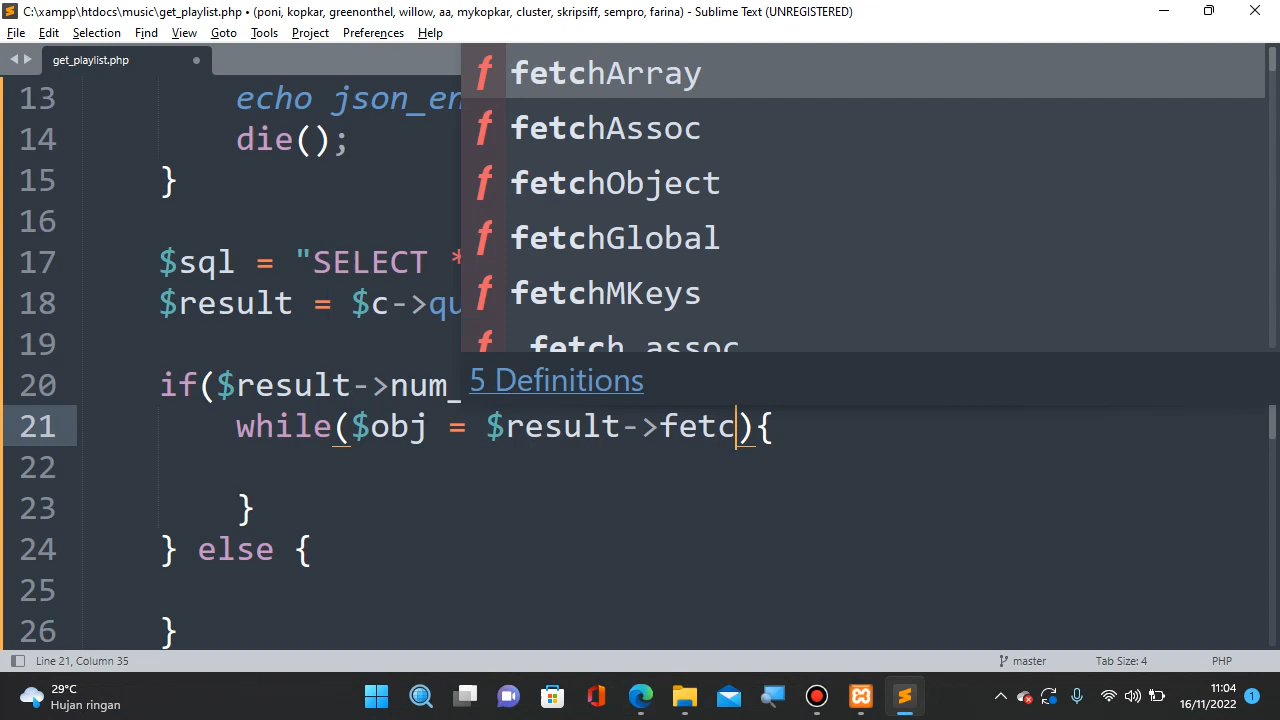 C:\xampp\htdocs\music\get_playlist.php • (poni, kopkar, greeronthel, willow, aa, mykopkar, cluster, skripsiff, sempro, farina) - Sublime Text (UNREGISTERED)
File Edit Selection Find View Goto Tools Project Preferences Help
get_playlist.php
f fetchArray
13 echo json_en
f fetchAssoc
14 die();
f fetchObject
15 }
f fetchGlobal
16
17 $sql = "SELECT *
f fetchMKeys
18 $result = $c->qu
f _fetch_assoc
19
20 if($result->num_
5 Definitions
21 while($obj = $result->fetc){
22
23 }
24 } else {
25
26 }
Line 21, Column 35
master
Tab Size: 4
PHP
29°C
Hujan ringan
11:04
16/11/2022
1